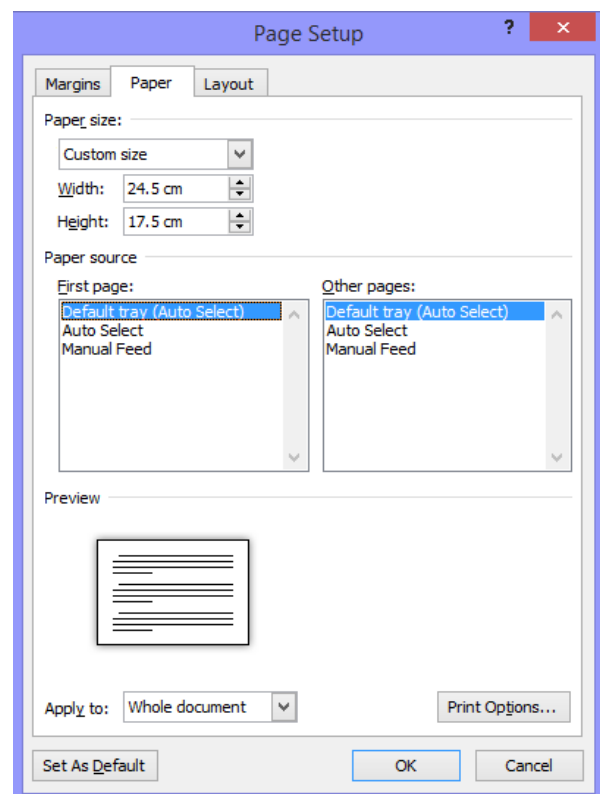 Page Setup ? ×
Margins Paper Layout
Paper size:
Custom size
Width: 24.5 cm
Height: 17.5 cm
Paper source
First page: Other pages:
Default tray (Auto Select) Default tray (Auto Select)
Auto Select Auto Select
Manual Feed Manual Feed
Preview
Apply to: Whole document Print Options...
Set As Default OK Cancel